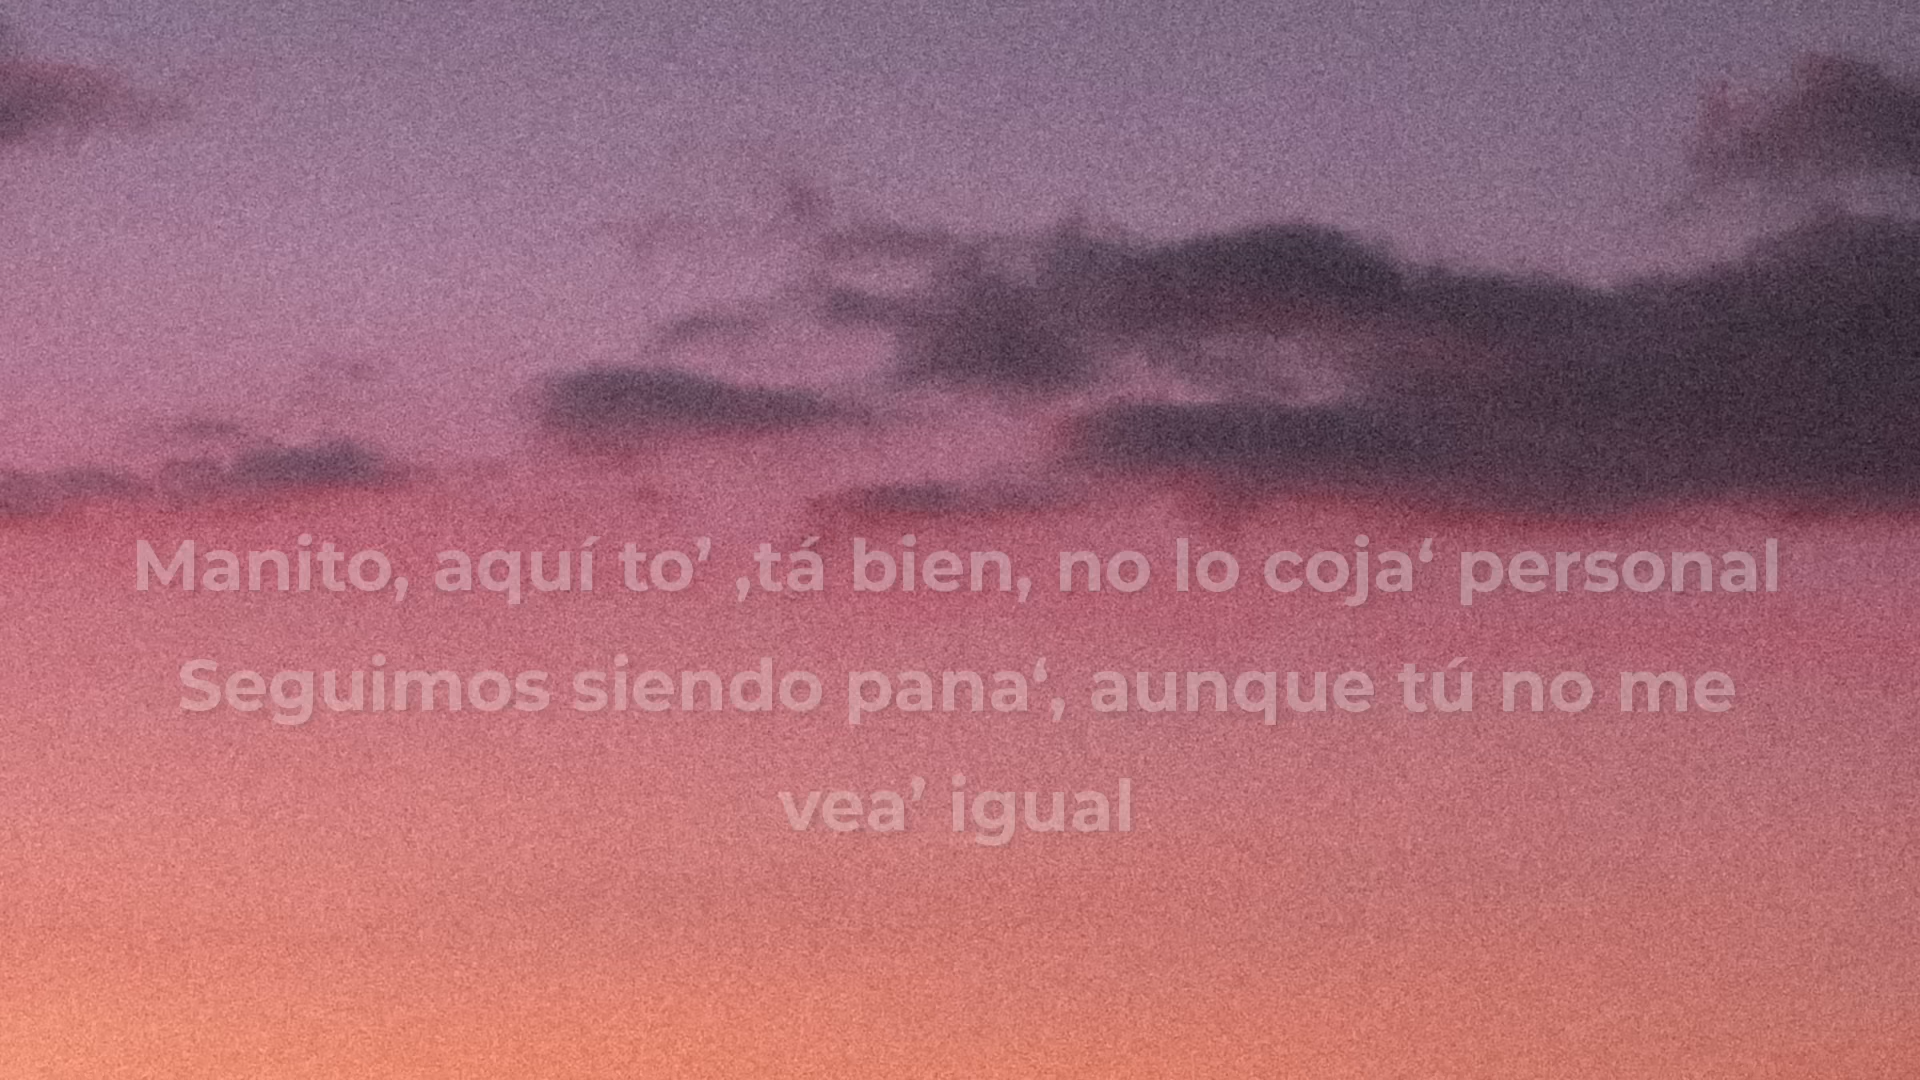 Manito, aquí to’ ‚tá bien, no lo coja‘ personal
Seguimos siendo pana‘, aunque tú no me
vea’ igual